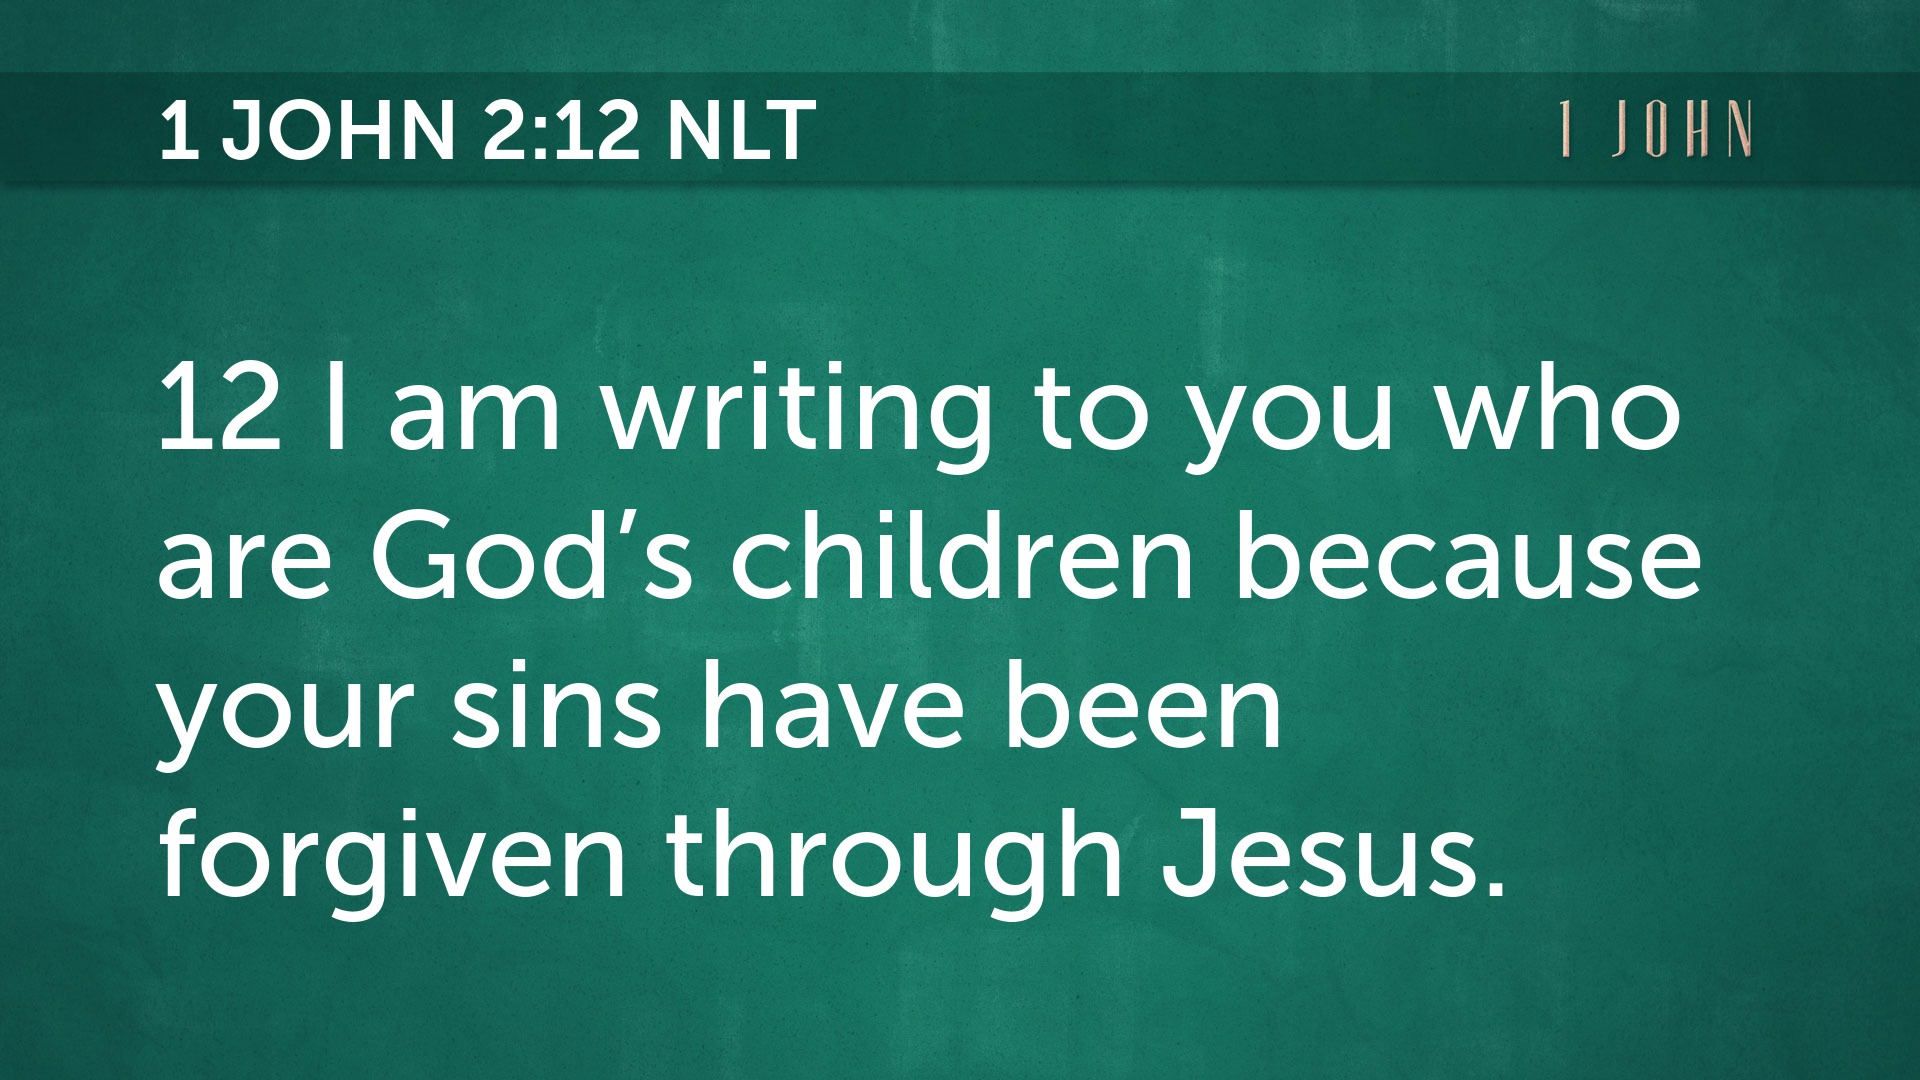 1 JOHN 2:12 NLT
1 JOHN
12 I am writing to you who
are God’s children because
your sins have been
forgiven through Jesus.